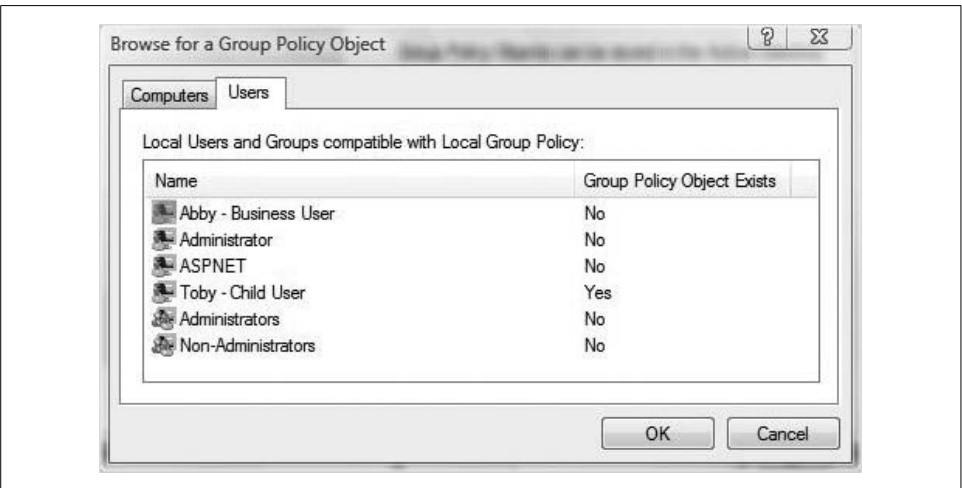 Browse for a Group Policy Object
Computers Users
Local Users and Groups compatible with Local Group Policy:
Name Group Policy Object Exists
Abby - Business User No
Administrator No
ASPNET No
Toby - Child User Yes
Administrators No
Non-Administrators No
OK Cancel